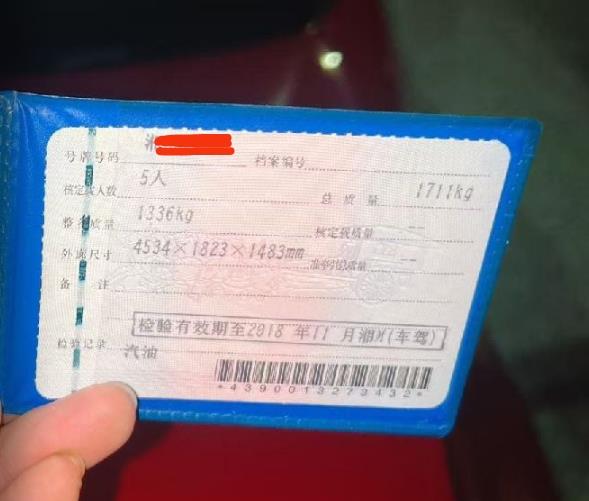 号牌号码 湘 档案编号
核定载人数 5人 总质量 1711kg
整备质量 1336kg 核定载质量 --
外廓尺寸 4534×1823×1483mm 准牵引总质量 --
备注
检验有效期至2018年11月湘(车驾)
检验记录 汽油
*4390013273432*